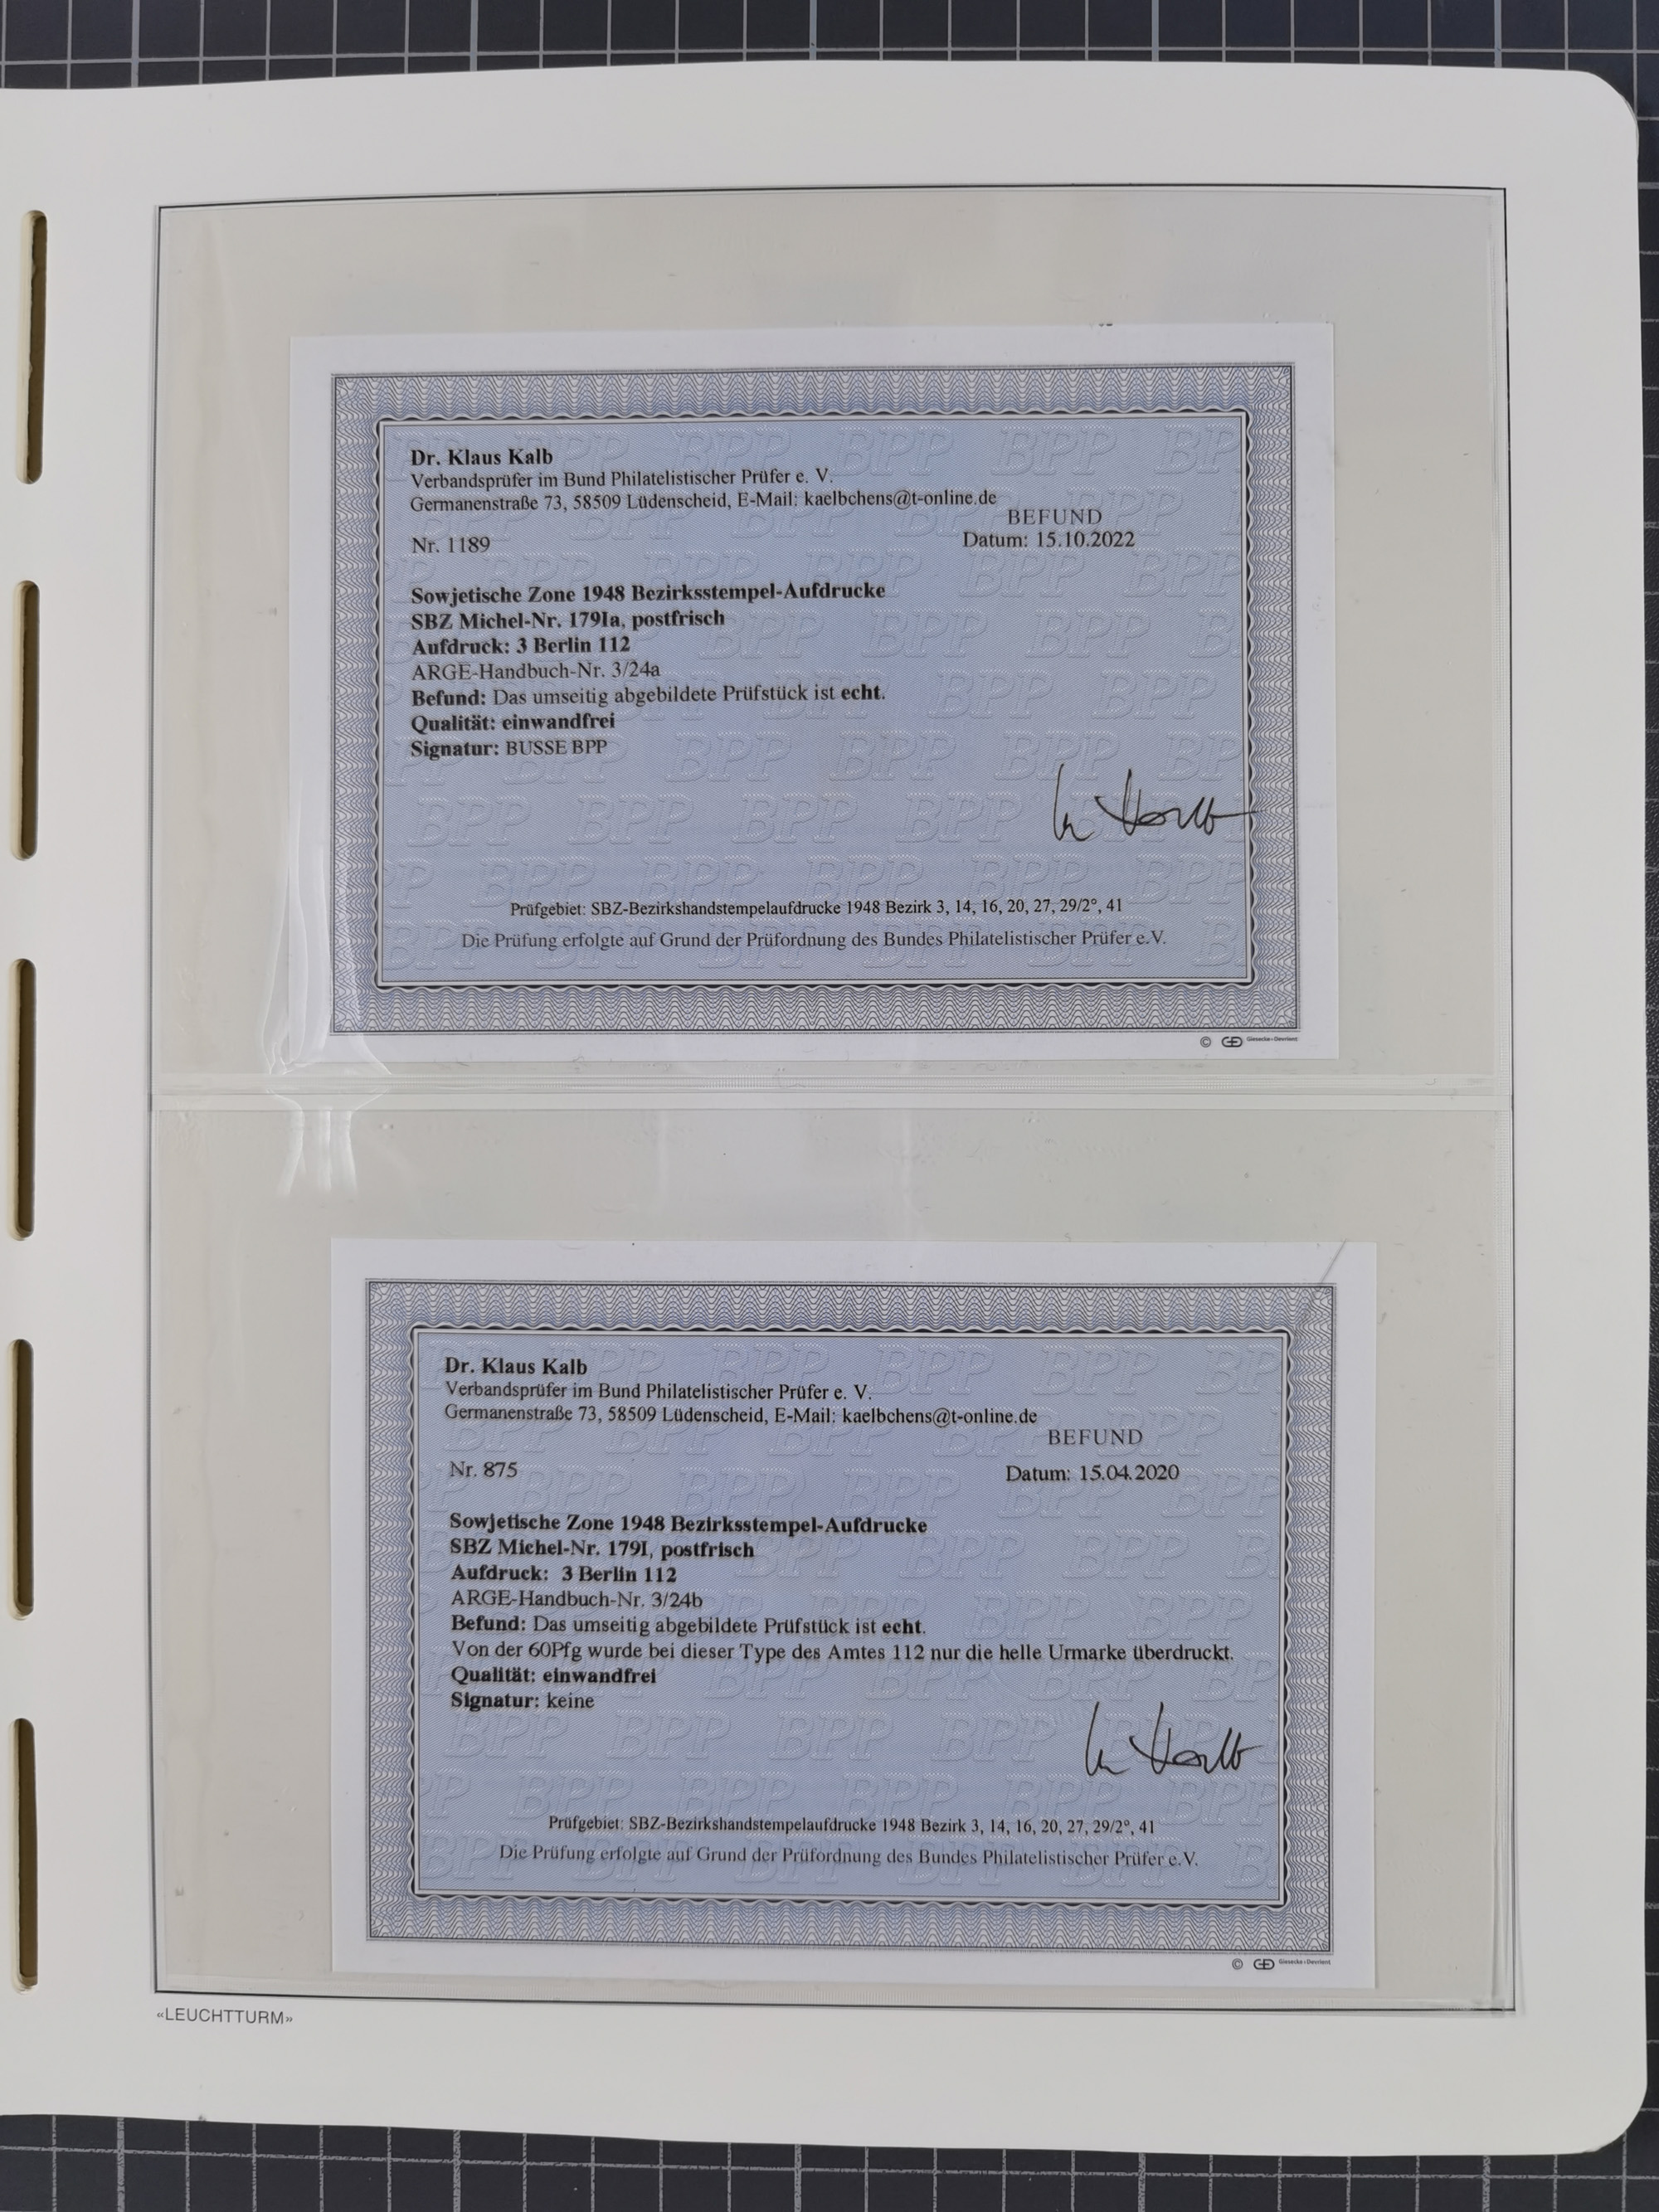 Dr. Klaus Kalb
Verbandsprüfer im Bund Philatelistischer Prüfer e. V.
Germanenstraße 73, 58509 Lüdenscheid, E-Mail: kaelbchens@t-online.de
BEFUND
Nr. 1189 Datum: 15.10.2022
Sowjetische Zone 1948 Bezirksstempel-Aufdrucke
SBZ Michel-Nr. 179Ia, postfrisch
Aufdruck: 3 Berlin 112
ARGE-Handbuch-Nr. 3/24a
Befund: Das umseitig abgebildete Prüfstück ist echt.
Qualität: einwandfrei
Signatur: BUSSE BPP
Prüfgebiet: SBZ-Bezirkshandstempelaufdrucke 1948 Bezirk 3, 14, 16, 20, 27, 29/2°, 41
Die Prüfung erfolgte auf Grund der Prüfordnung des Bundes Philatelistischer Prüfer e.V.
© GD Giesecke+Devrient
Dr. Klaus Kalb
Verbandsprüfer im Bund Philatelistischer Prüfer e. V.
Germanenstraße 73, 58509 Lüdenscheid, E-Mail: kaelbchens@t-online.de
BEFUND
Nr. 875 Datum: 15.04.2020
Sowjetische Zone 1948 Bezirksstempel-Aufdrucke
SBZ Michel-Nr. 179I, postfrisch
Aufdruck: 3 Berlin 112
ARGE-Handbuch-Nr. 3/24b
Befund: Das umseitig abgebildete Prüfstück ist echt.
Von der 60Pfg wurde bei dieser Type des Amtes 112 nur die helle Urmarke überdruckt.
Qualität: einwandfrei
Signatur: keine
Prüfgebiet: SBZ-Bezirkshandstempelaufdrucke 1948 Bezirk 3, 14, 16, 20, 27, 29/2°, 41
Die Prüfung erfolgte auf Grund der Prüfordnung des Bundes Philatelistischer Prüfer e.V.
© GD Giesecke+Devrient
«LEUCHTTURM»